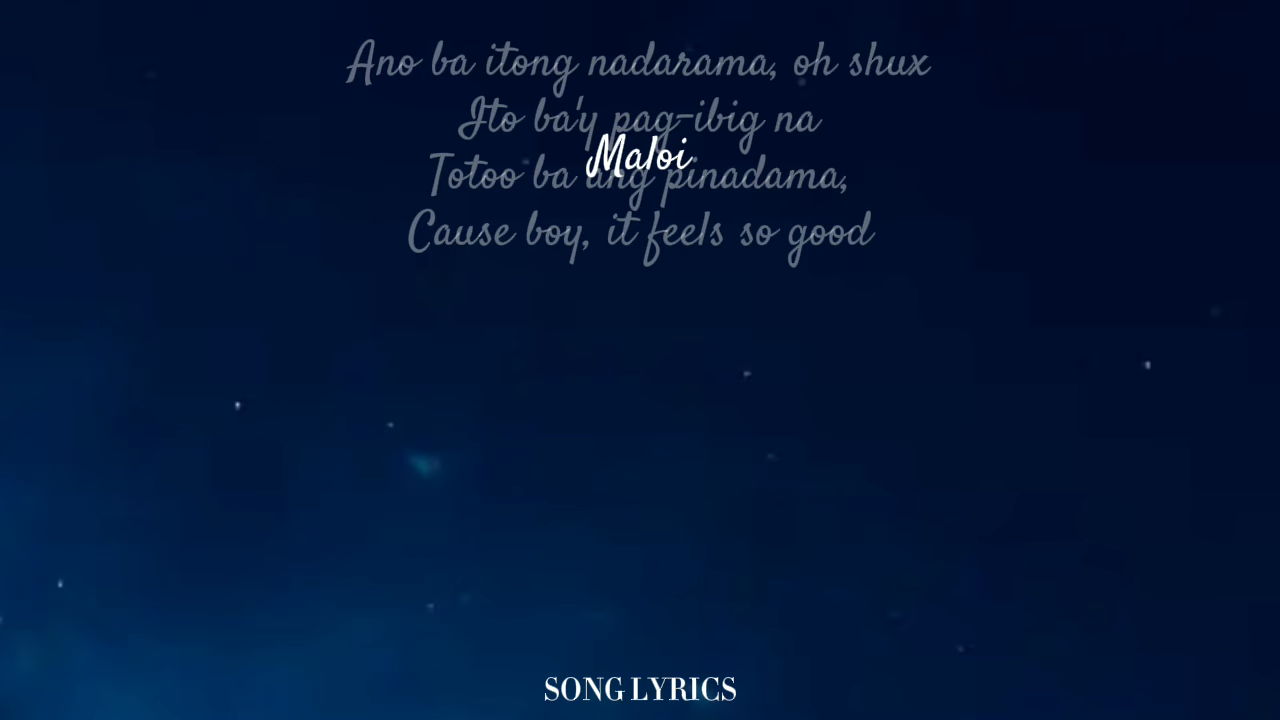 Ano ba itong nadarama, oh shux
Ito ba'y pag-ibig na
Maloi
Totoo ba ang pinadama,
Cause boy, it feels so good
SONG LYRICS